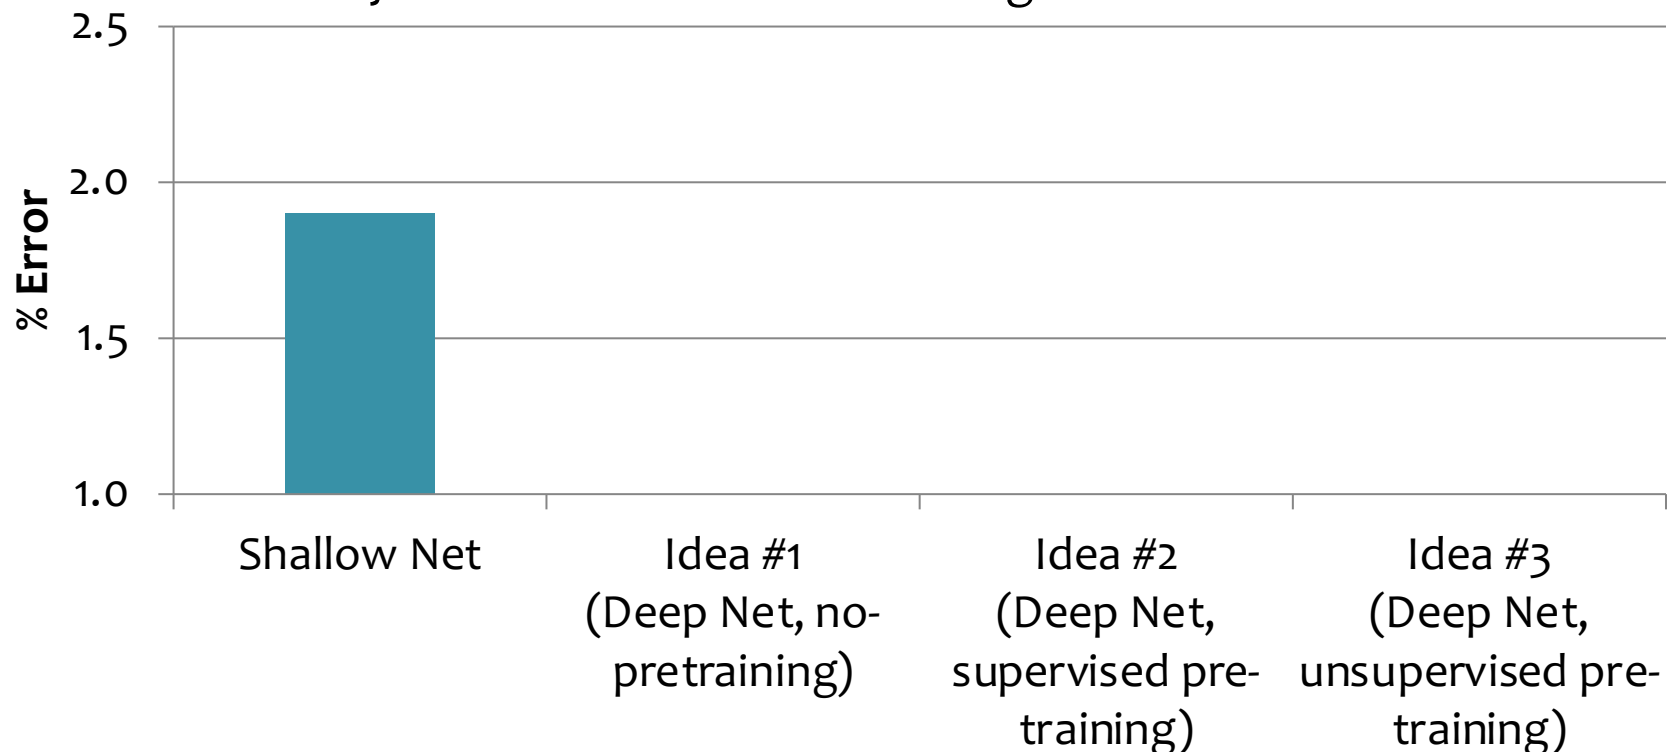 2.5
2.0
1.5
1.0
% Error
Shallow Net
Idea #1
(Deep Net, no-
pretraining)
Idea #2
(Deep Net,
supervised pre-
training)
Idea #3
(Deep Net,
unsupervised pre-
training)